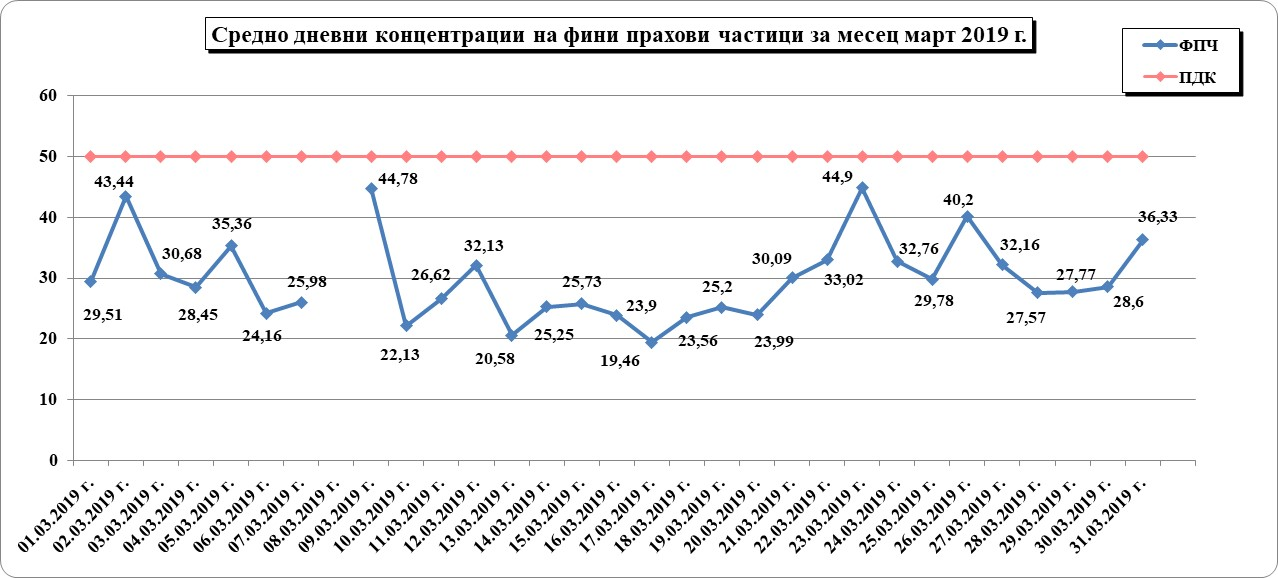 Средно дневни концентрации на фини прахови частици за месец март 2019 г.
ФПЧ
ПДК
60
50
40
30
20
10
0
29,51
43,44
30,68
28,45
35,36
24,16
25,98
44,78
22,13
26,62
32,13
20,58
25,25
25,73
23,9
19,46
23,56
25,2
23,99
30,09
33,02
44,9
32,76
29,78
40,2
32,16
27,57
27,77
28,6
36,33
01.03.2019 г.
02.03.2019 г.
03.03.2019 г.
04.03.2019 г.
05.03.2019 г.
06.03.2019 г.
07.03.2019 г.
08.03.2019 г.
09.03.2019 г.
10.03.2019 г.
11.03.2019 г.
12.03.2019 г.
13.03.2019 г.
14.03.2019 г.
15.03.2019 г.
16.03.2019 г.
17.03.2019 г.
18.03.2019 г.
19.03.2019 г.
20.03.2019 г.
21.03.2019 г.
22.03.2019 г.
23.03.2019 г.
24.03.2019 г.
25.03.2019 г.
26.03.2019 г.
27.03.2019 г.
28.03.2019 г.
29.03.2019 г.
30.03.2019 г.
31.03.2019 г.